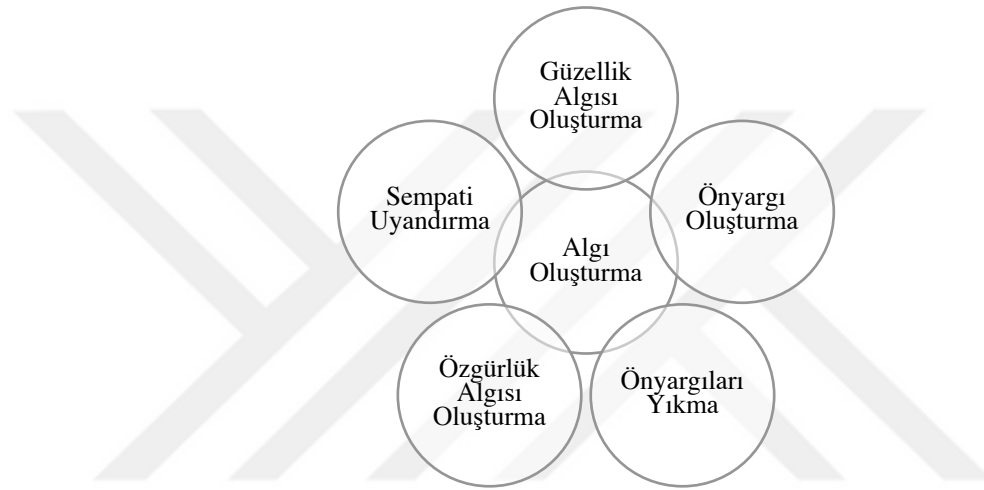 Güzellik
Algısı
Oluşturma
Sempati
Uyandırma
Önyargı
Oluşturma
Algı
Oluşturma
Özgürlük
Algısı
Oluşturma
Önyargıları
Yıkma